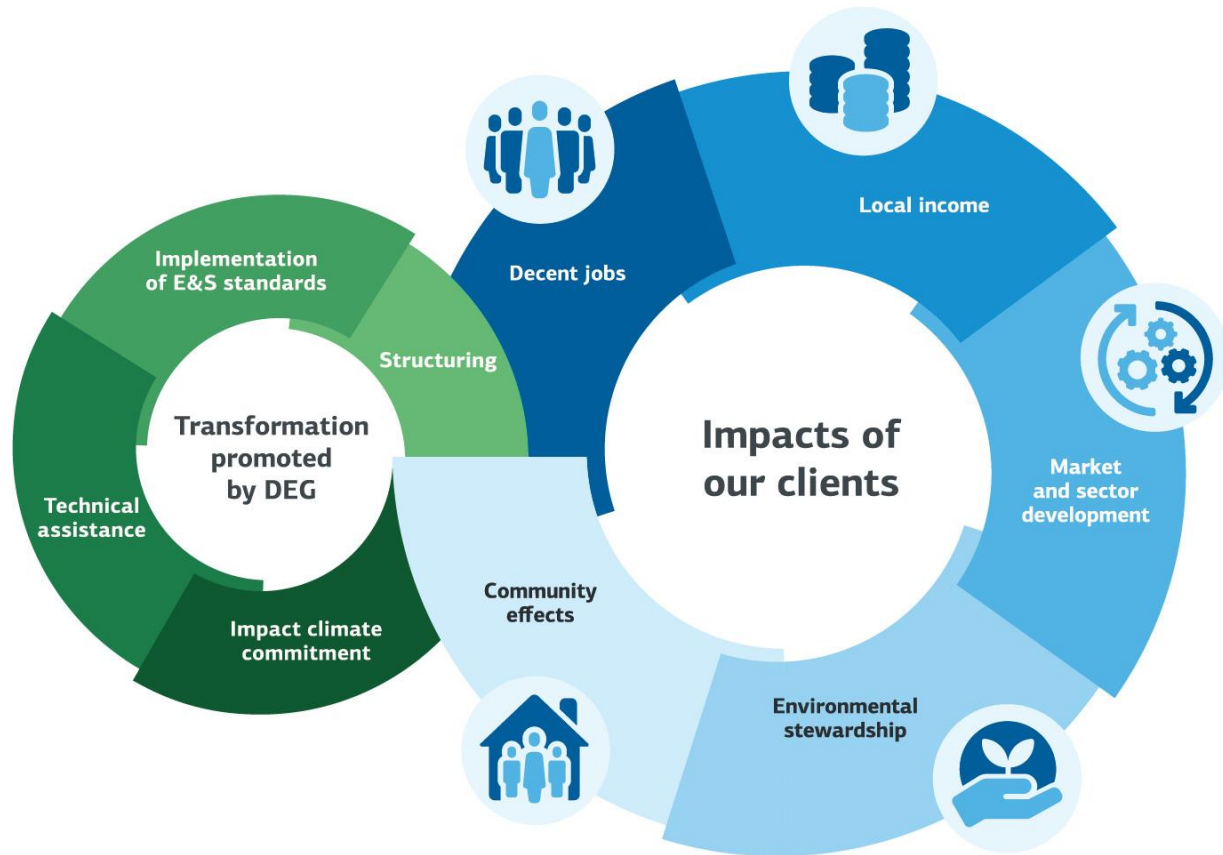 Implementation
of E&S standards
Structuring
Technical
assistance
Impact climate
commitment
Transformation
promoted
by DEG
Decent jobs
Local income
Market
and sector
development
Environmental
stewardship
Community
effects
Impacts of
our clients